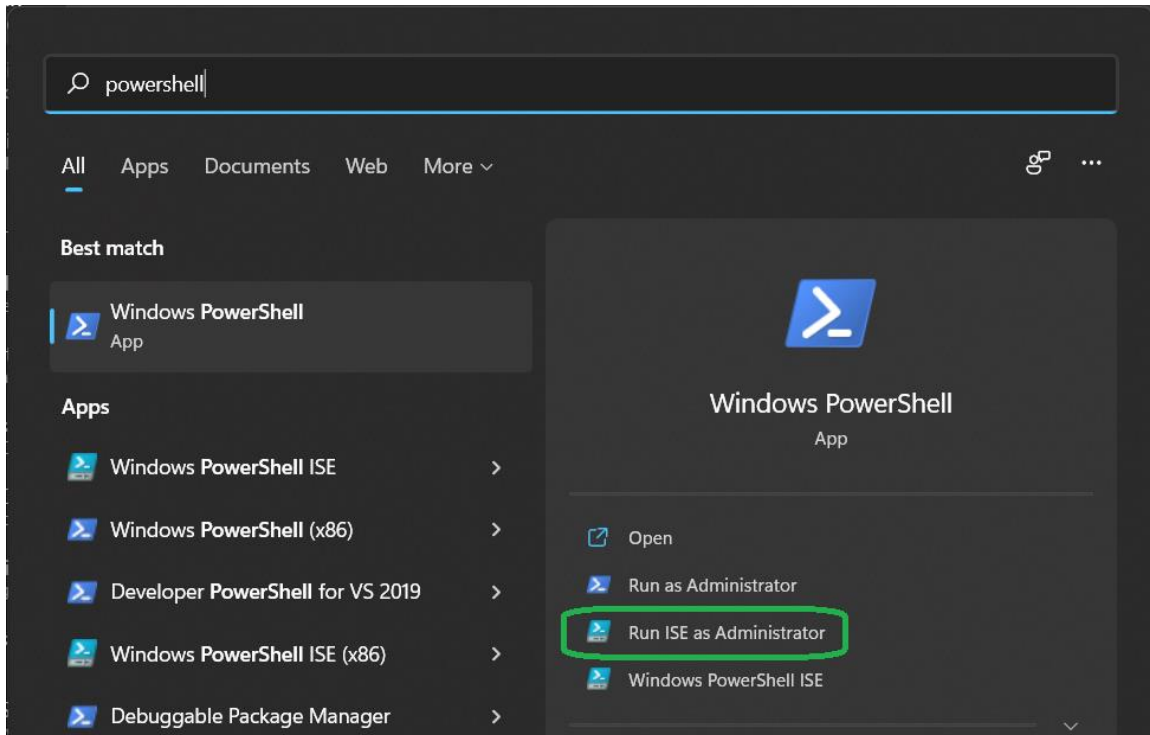 powershell
All Apps Documents Web More
Best match
Windows PowerShell
App
Apps
Windows PowerShell ISE
Windows PowerShell (x86)
Developer PowerShell for VS 2019
Windows PowerShell ISE (x86)
Debuggable Package Manager
Windows PowerShell
App
Open
Run as Administrator
Run ISE as Administrator
Windows PowerShell ISE